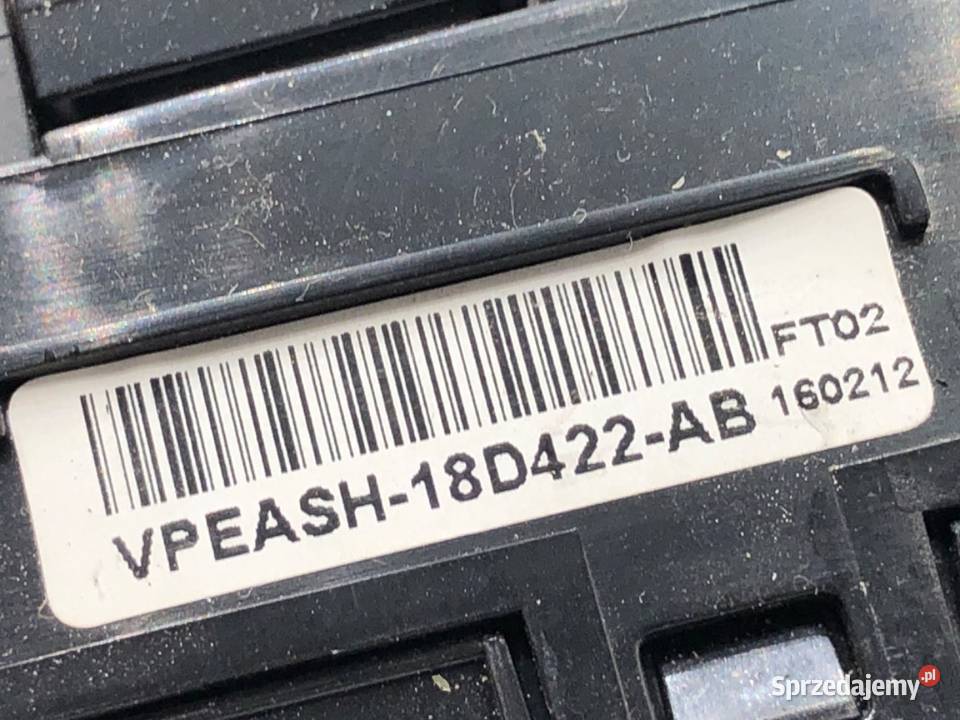 FT02
160212
VPEASH-18D422-AB
Sprzedajemy.pl